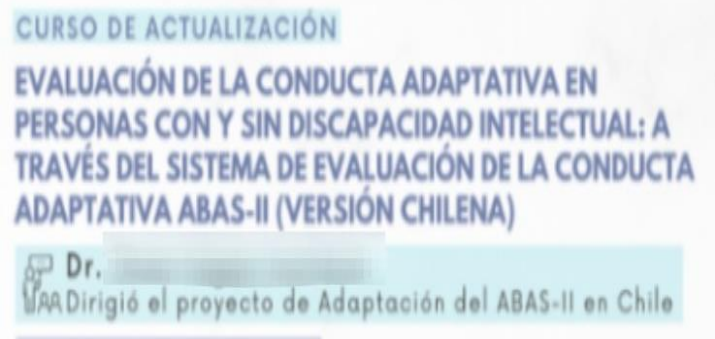 CURSO DE ACTUALIZACIÓN
EVALUACIÓN DE LA CONDUCTA ADAPTATIVA EN
PERSONAS CON Y SIN DISCAPACIDAD INTELECTUAL: A
TRAVÉS DEL SISTEMA DE EVALUACIÓN DE LA CONDUCTA
ADAPTATIVA ABAS-II (VERSIÓN CHILENA)
Dr.
Dirigió el proyecto de Adaptación del ABAS-II en Chile